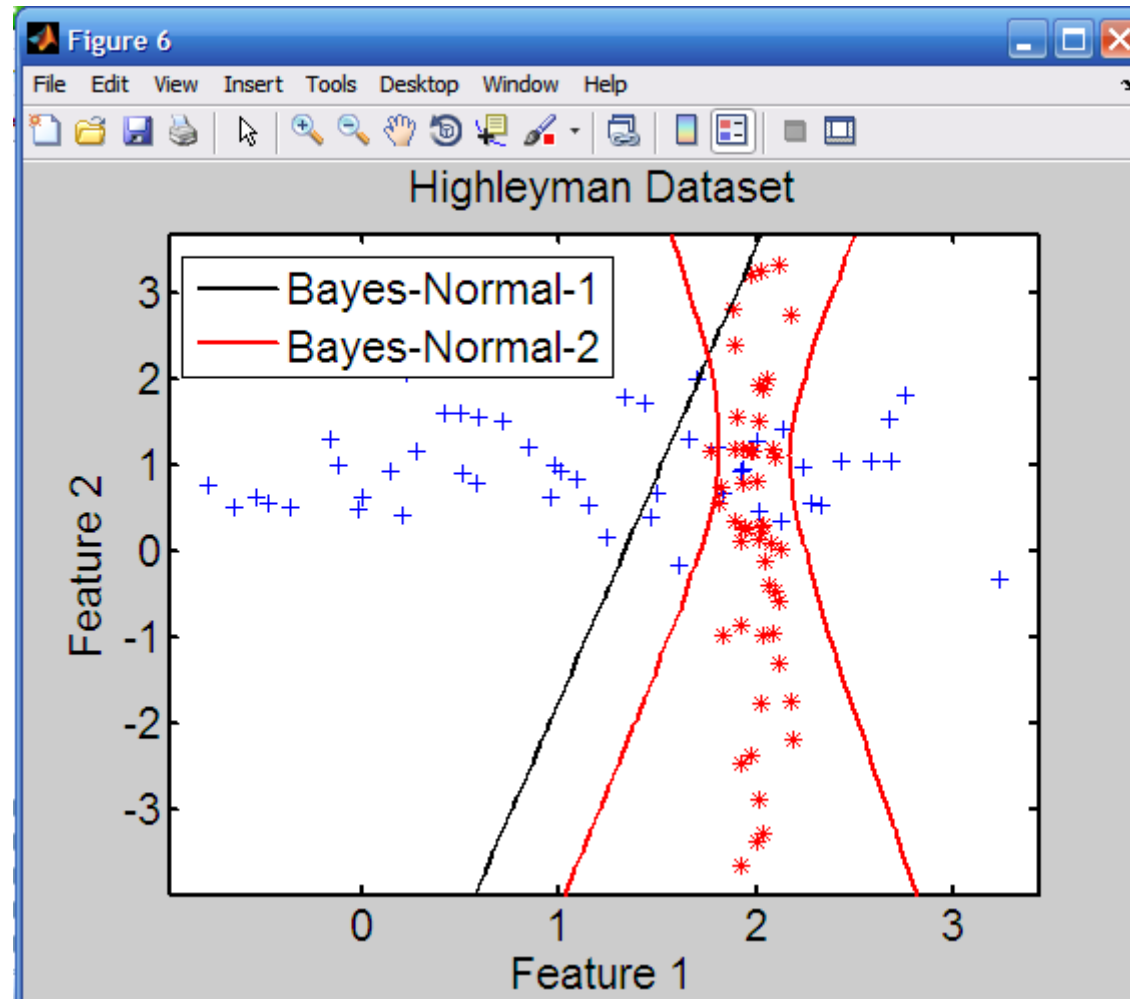 Figure 6
File Edit View Insert Tools Desktop Window Help
Highleyman Dataset
Bayes-Normal-1
Bayes-Normal-2
3
2
1
0
-1
-2
-3
Feature 2
0 1 2 3
Feature 1